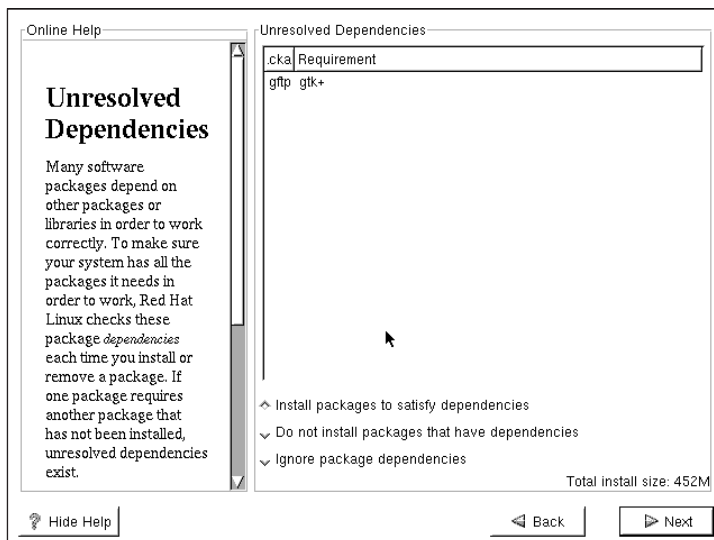 Online Help
Unresolved
Dependencies
Many software
packages depend on
other packages or
libraries in order to work
correctly. To make sure
your system has all the
packages it needs in
order to work, Red Hat
Linux checks these
package dependencies
each time you install or
remove a package. If
one package requires
another package that
has not been installed,
unresolved dependencies
exist.
Unresolved Dependencies
.cka Requirement
gftp gtk+
Install packages to satisfy dependencies
Do not install packages that have dependencies
Ignore package dependencies
Total install size: 452M
Hide Help
Back
Next